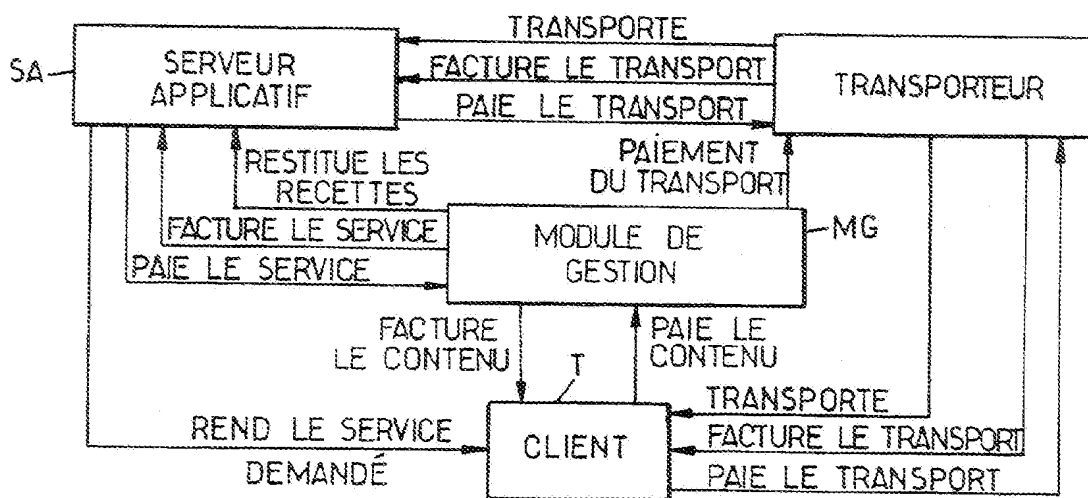 TRANSPORTE
SA
SERVEUR
APPLICATIF
FACTURE LE TRANSPORT
TRANSPORTEUR
PAIE LE TRANSPORT
RESTITUE LES
RECETTES
PAIEMENT
DU TRANSPORT
FACTURE LE SERVICE
MODULE DE
GESTION
MG
PAIE LE SERVICE
FACTURE
LE CONTENU
PAIE LE
CONTENU
T
TRANSPORTE
REND LE SERVICE
DEMANDÉ
CLIENT
FACTURE LE TRANSPORT
PAIE LE TRANSPORT